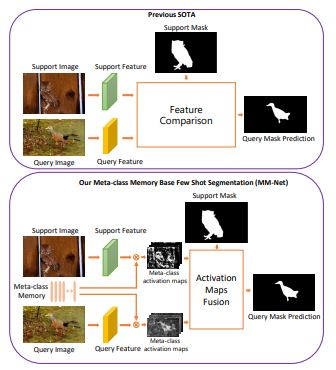 Previous SOTA
Support Mask
Support Image
Support Feature
Feature
Comparison
Query Image
Query Feature
Query Mask Prediction
Our Meta-class Memory Base Few Shot Segmentation (MM-Net)
Support Mask
Support Image
Support Feature
Meta-class
activation maps
Meta-class
Memory
Activation
Maps
Fusion
Query Image
Query Feature
Meta-class
activation maps
Query Mask Prediction